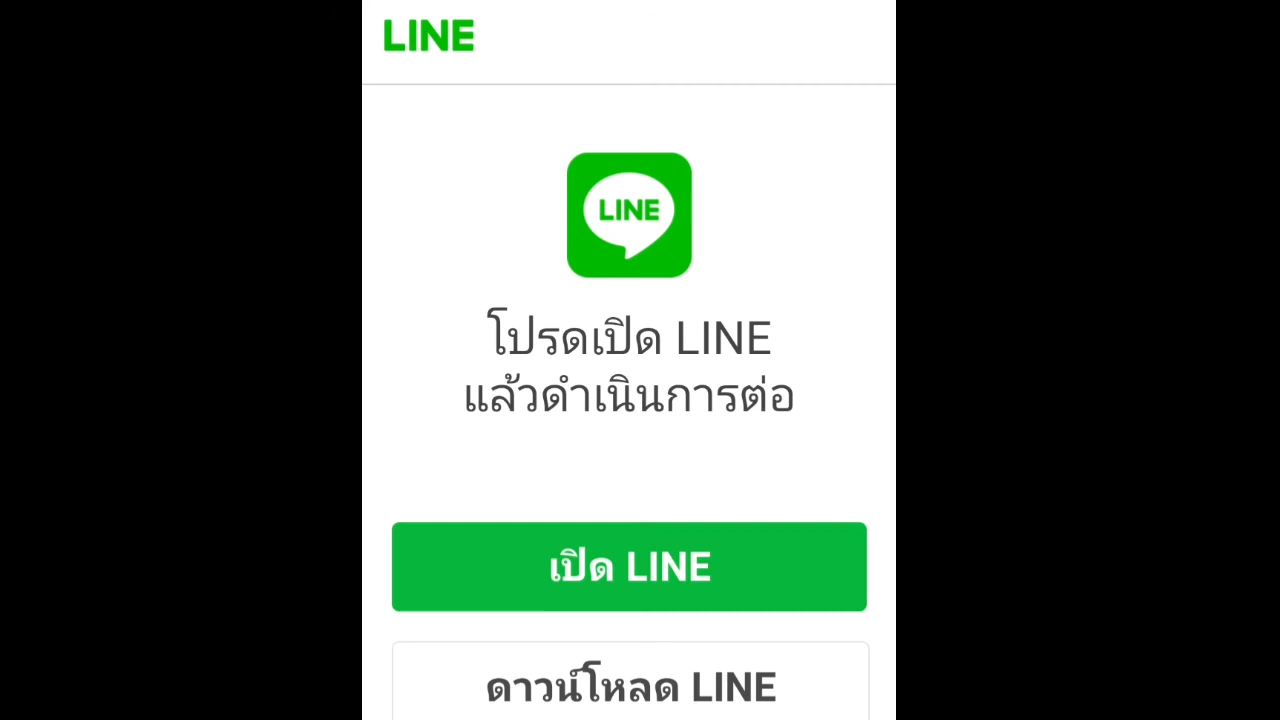 LINE
LINE
โปรดเปิด LINE
แล้วดำเนินการต่อ
เปิด LINE
ดาวน์โหลด LINE